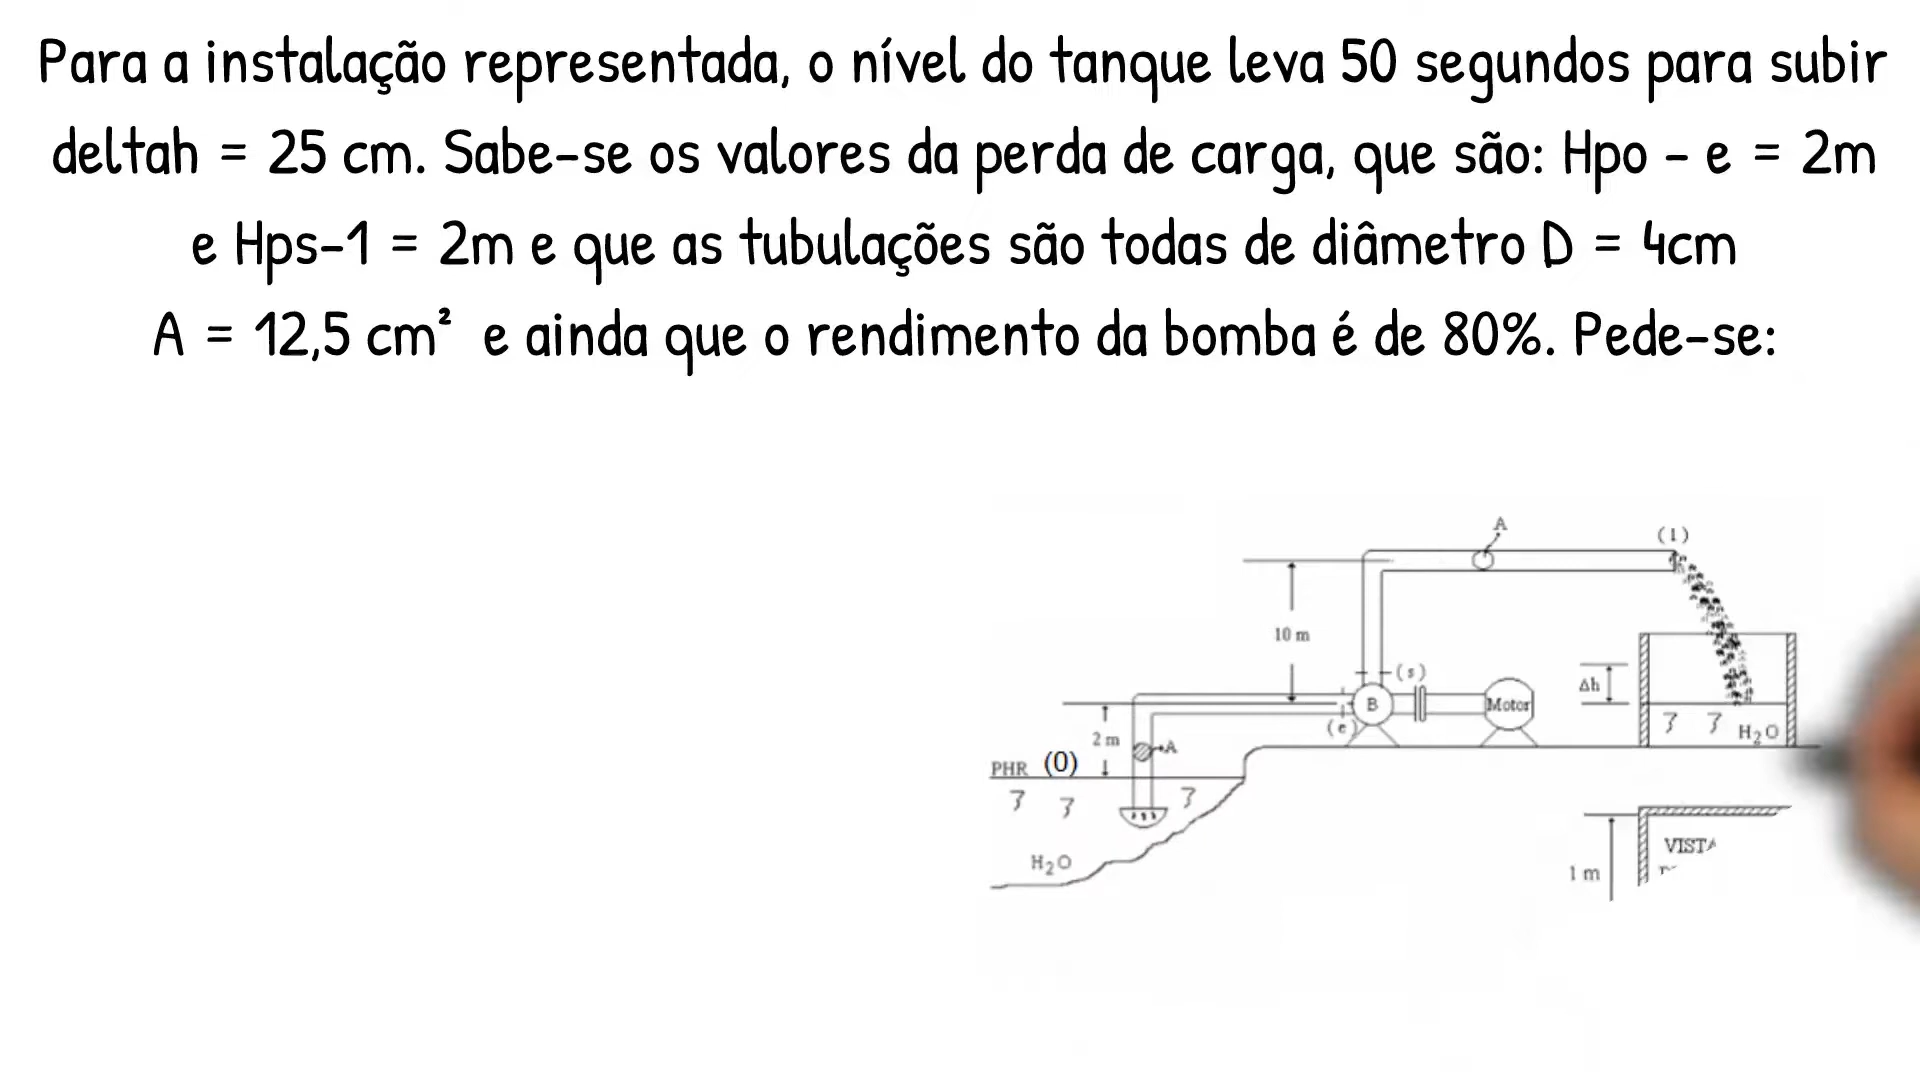 Para a instalação representada, o nível do tanque leva 50 segundos para subir
deltah = 25 cm. Sabe-se os valores da perda de carga, que são: Hpo - e = 2m
e Hps-1 = 2m e que as tubulações são todas de diâmetro D = 4cm
A = 12,5 cm² e ainda que o rendimento da bomba é de 80%. Pede-se:
A
(1)
10 m
(s)
Δh
B
Motor
(e)
2 m
A
H₂O
PHR (0)
H₂O
VISTA
1 m